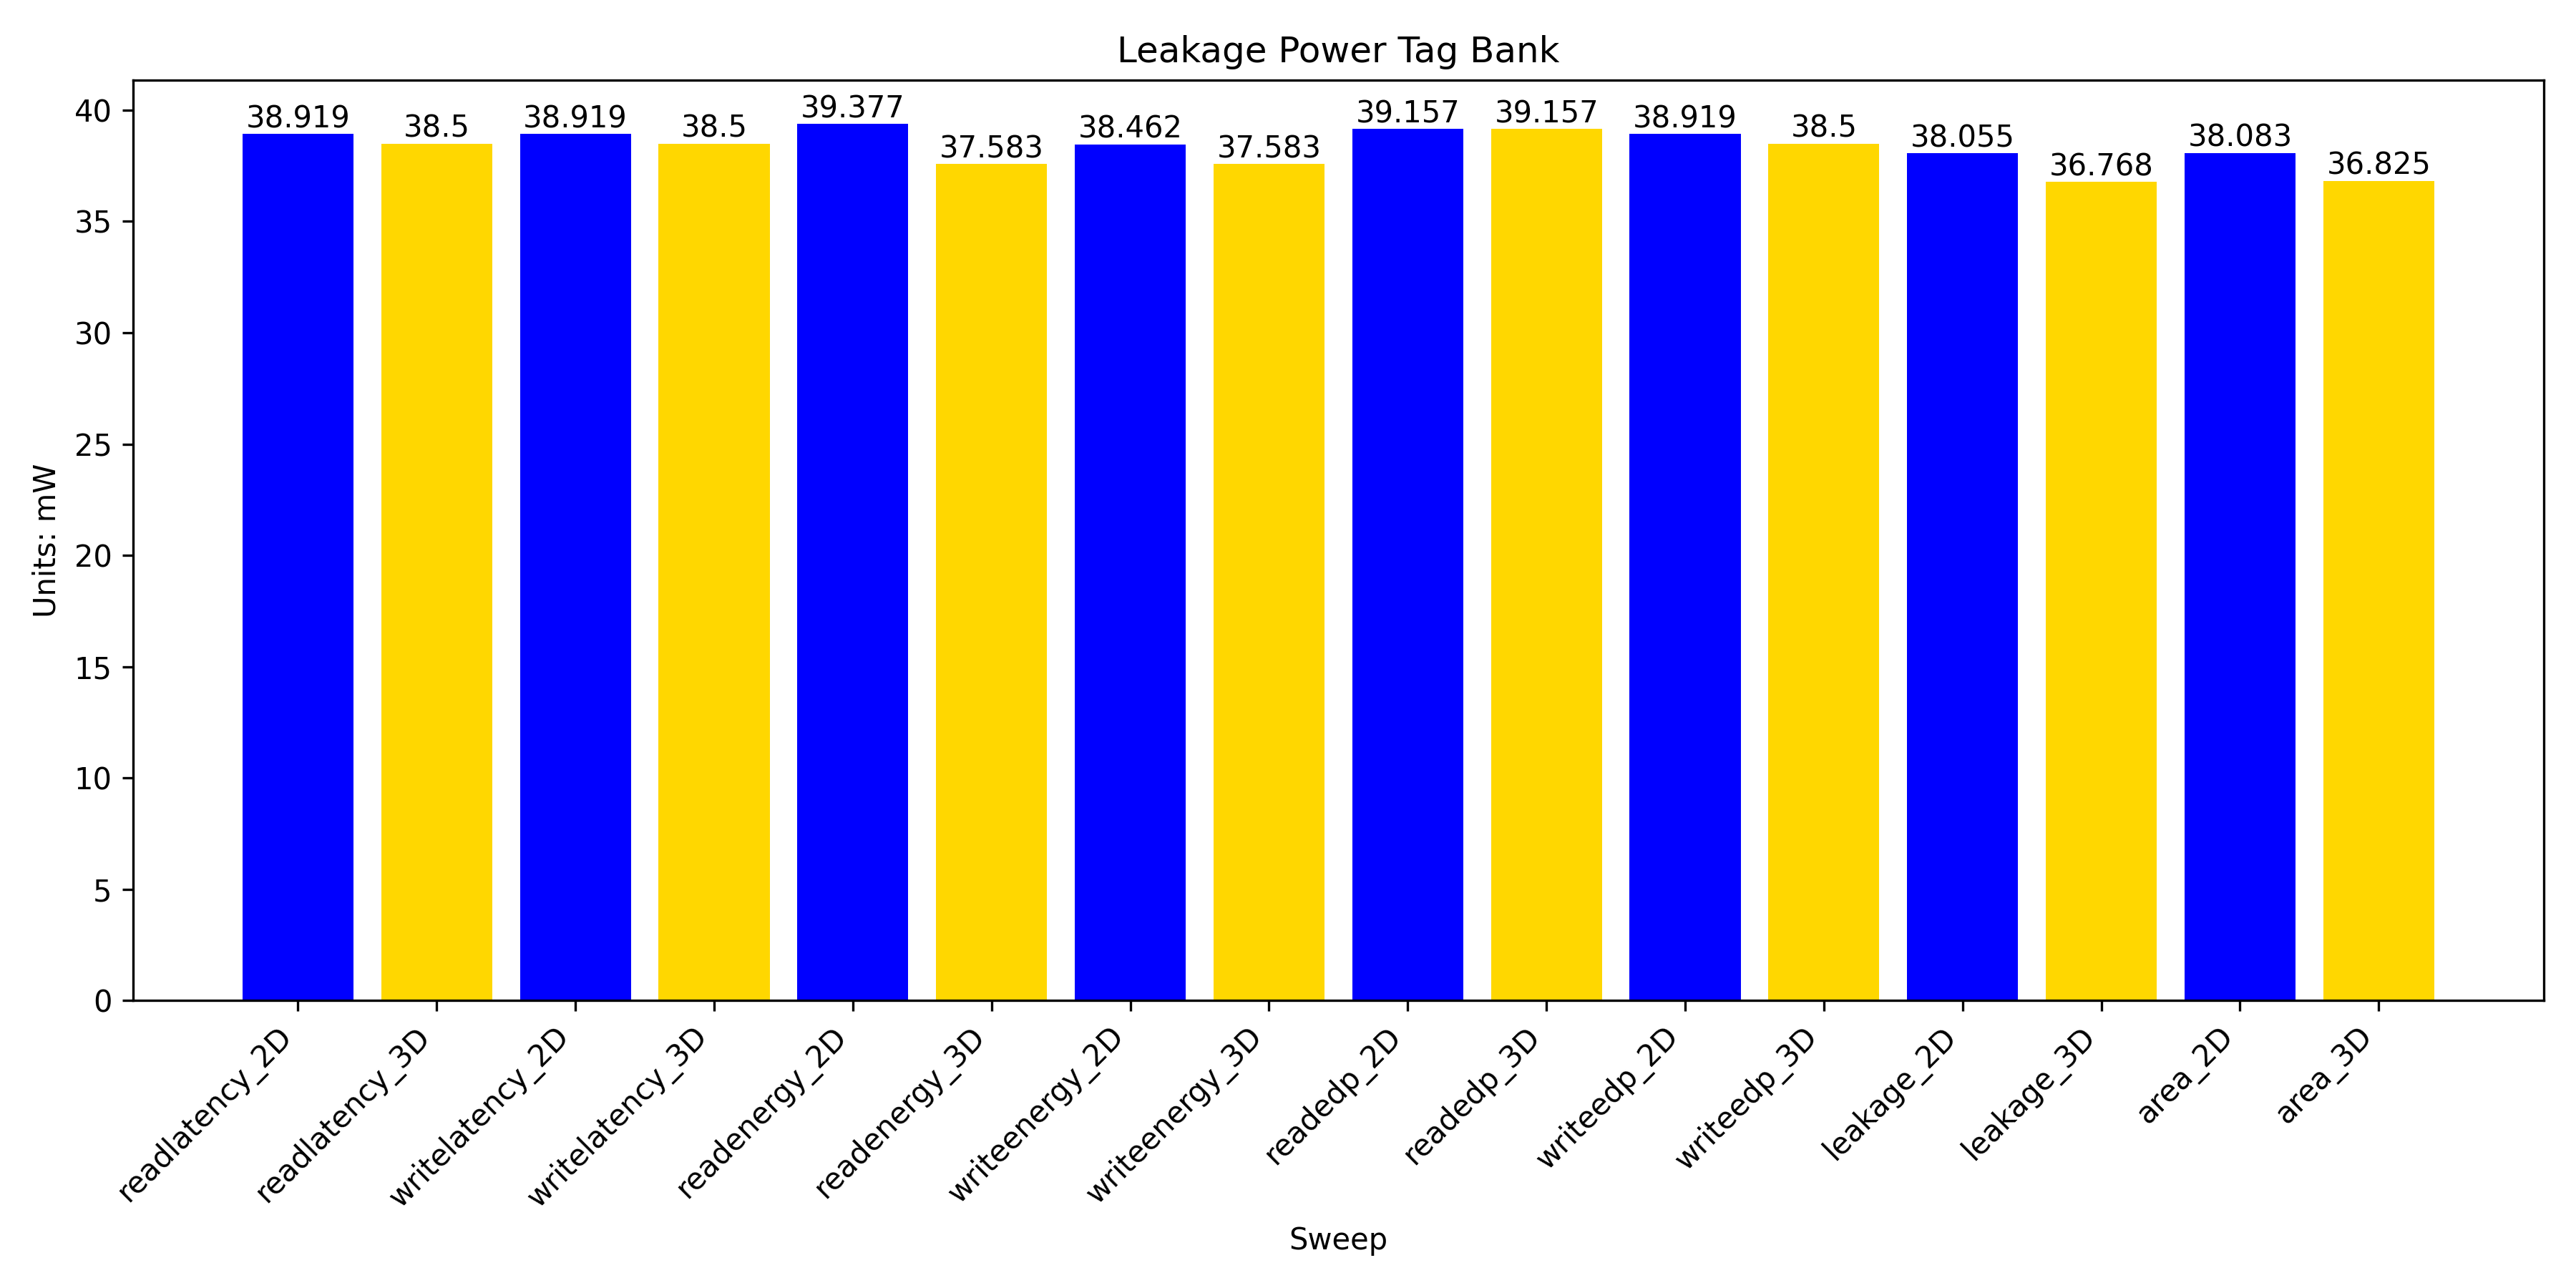 Leakage Power Tag Bank
Units: mW
40
35
30
25
20
15
10
5
0
38.919
38.5
38.919
38.5
39.377
37.583
38.462
37.583
39.157
39.157
38.919
38.5
38.055
36.768
38.083
36.825
readlatency_2D
readlatency_3D
writelatency_2D
writelatency_3D
readenergy_2D
readenergy_3D
writeenergy_2D
writeenergy_3D
readedp_2D
readedp_3D
writeedp_2D
writeedp_3D
leakage_2D
leakage_3D
area_2D
area_3D
Sweep